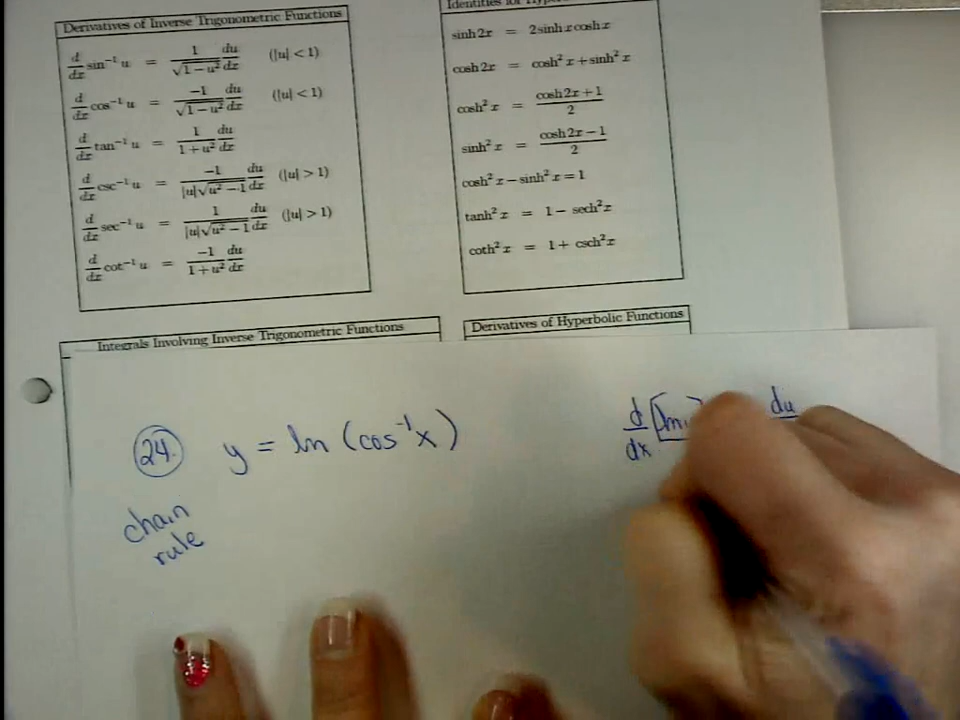 Derivatives of Inverse Trigonometric Functions
d/dx sin⁻¹ u = 1/√(1−u²) du/dx (|u| < 1)
d/dx cos⁻¹ u = −1/√(1−u²) du/dx (|u| < 1)
d/dx tan⁻¹ u = 1/(1+u²) du/dx
d/dx csc⁻¹ u = −1/(|u|√(u²−1)) du/dx (|u| > 1)
d/dx sec⁻¹ u = 1/(|u|√(u²−1)) du/dx (|u| > 1)
d/dx cot⁻¹ u = −1/(1+u²) du/dx
Identities for
sinh 2x = 2 sinh x cosh x
cosh 2x = cosh² x + sinh² x
cosh² x = (cosh 2x + 1)/2
sinh² x = (cosh 2x − 1)/2
cosh² x − sinh² x = 1
tanh² x = 1 − sech² x
coth² x = 1 + csch² x
Integrals Involving Inverse Trigonometric Functions
Derivatives of Hyperbolic Functions
24. y = ln (cos⁻¹x)
chain
rule
d/dx [ln du